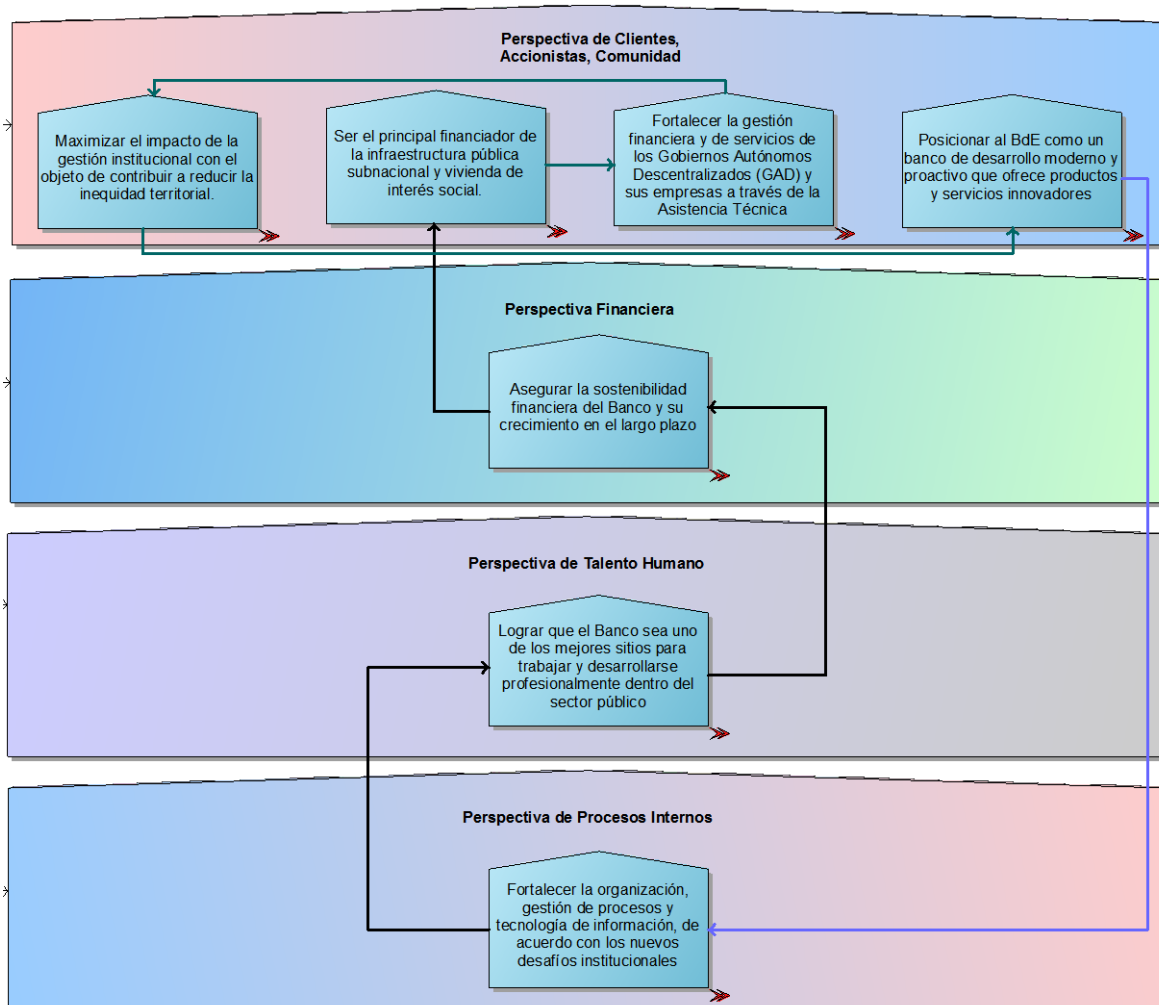 Perspectiva de Clientes,
Accionistas, Comunidad
Maximizar el impacto de la
gestión institucional con el
objeto de contribuir a reducir la
inequidad territorial.
Ser el principal financiador de
la infraestructura pública
subnacional y vivienda de
interés social.
Fortalecer la gestión
financiera y de servicios de
los Gobiernos Autónomos
Descentralizados (GAD) y
sus empresas a través de la
Asistencia Técnica
Posicionar al BdE como un
banco de desarrollo moderno y
proactivo que ofrece productos
y servicios innovadores
Perspectiva Financiera
Asegurar la sostenibilidad
financiera del Banco y su
crecimiento en el largo plazo
Perspectiva de Talento Humano
Lograr que el Banco sea uno
de los mejores sitios para
trabajar y desarrollarse
profesionalmente dentro del
sector público
Perspectiva de Procesos Internos
Fortalecer la organización,
gestión de procesos y
tecnología de información, de
acuerdo con los nuevos
desafíos institucionales